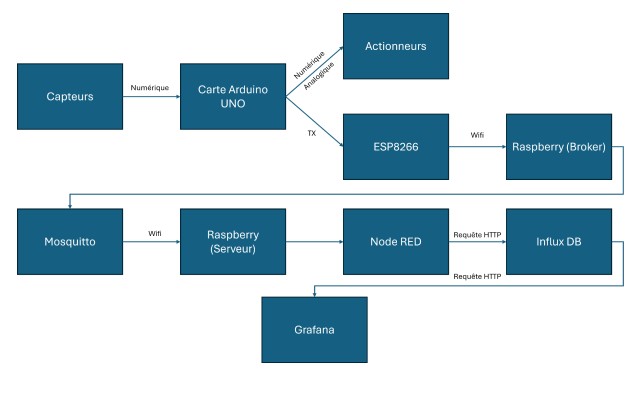 Actionneurs
Numérique
Analogique
Capteurs
Numérique
Carte Arduino
UNO
TX
ESP8266
Wifi
Raspberry (Broker)
Mosquitto
Wifi
Raspberry
(Serveur)
Node RED
Requête HTTP
Influx DB
Requête HTTP
Grafana